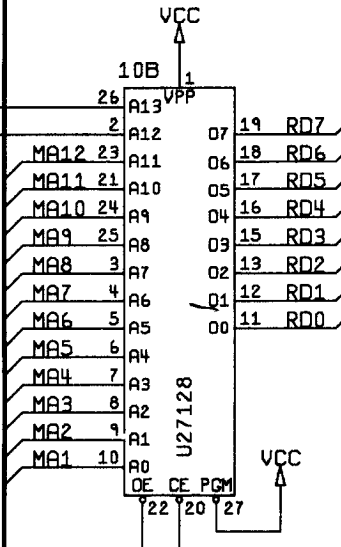 VCC
10B 1
VPP
26 A13
2 A12 O7 19 RD7
MA12 23 A11 O6 18 RD6
MA11 21 A10 O5 17 RD5
MA10 24 A9 O4 16 RD4
MA9 25 A8 O3 15 RD3
MA8 3 A7 O2 13 RD2
MA7 4 A6 O1 12 RD1
MA6 5 A5 O0 11 RD0
MA5 6 A4
MA4 7 A3
MA3 8 A2
MA2 9 A1
MA1 10 A0
U27128
VCC
OE CE PGM
22 20 27